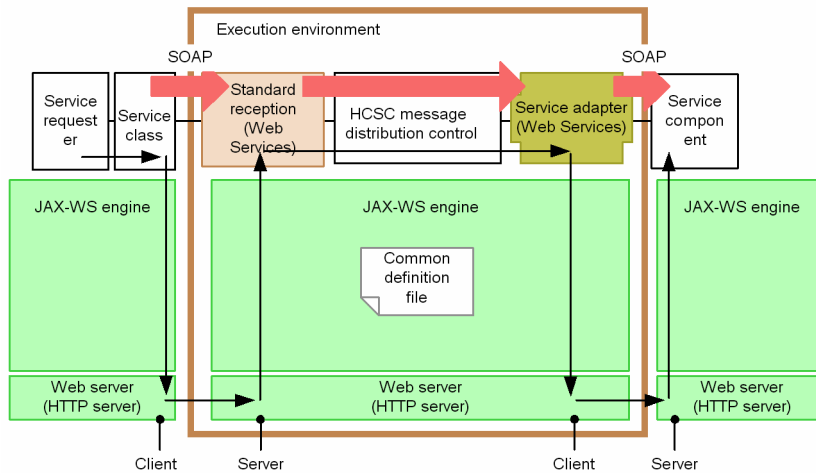 Execution environment
SOAP
SOAP
Service
request
er
Service
class
Standard
reception
(Web
Services)
HCSC message
distribution control
Service adapter
(Web Services)
Service
compon
ent
JAX-WS engine
JAX-WS engine
JAX-WS engine
Common
definition
file
Web server
(HTTP server)
Web server
(HTTP server)
Web server
(HTTP server)
Client
Server
Client
Server